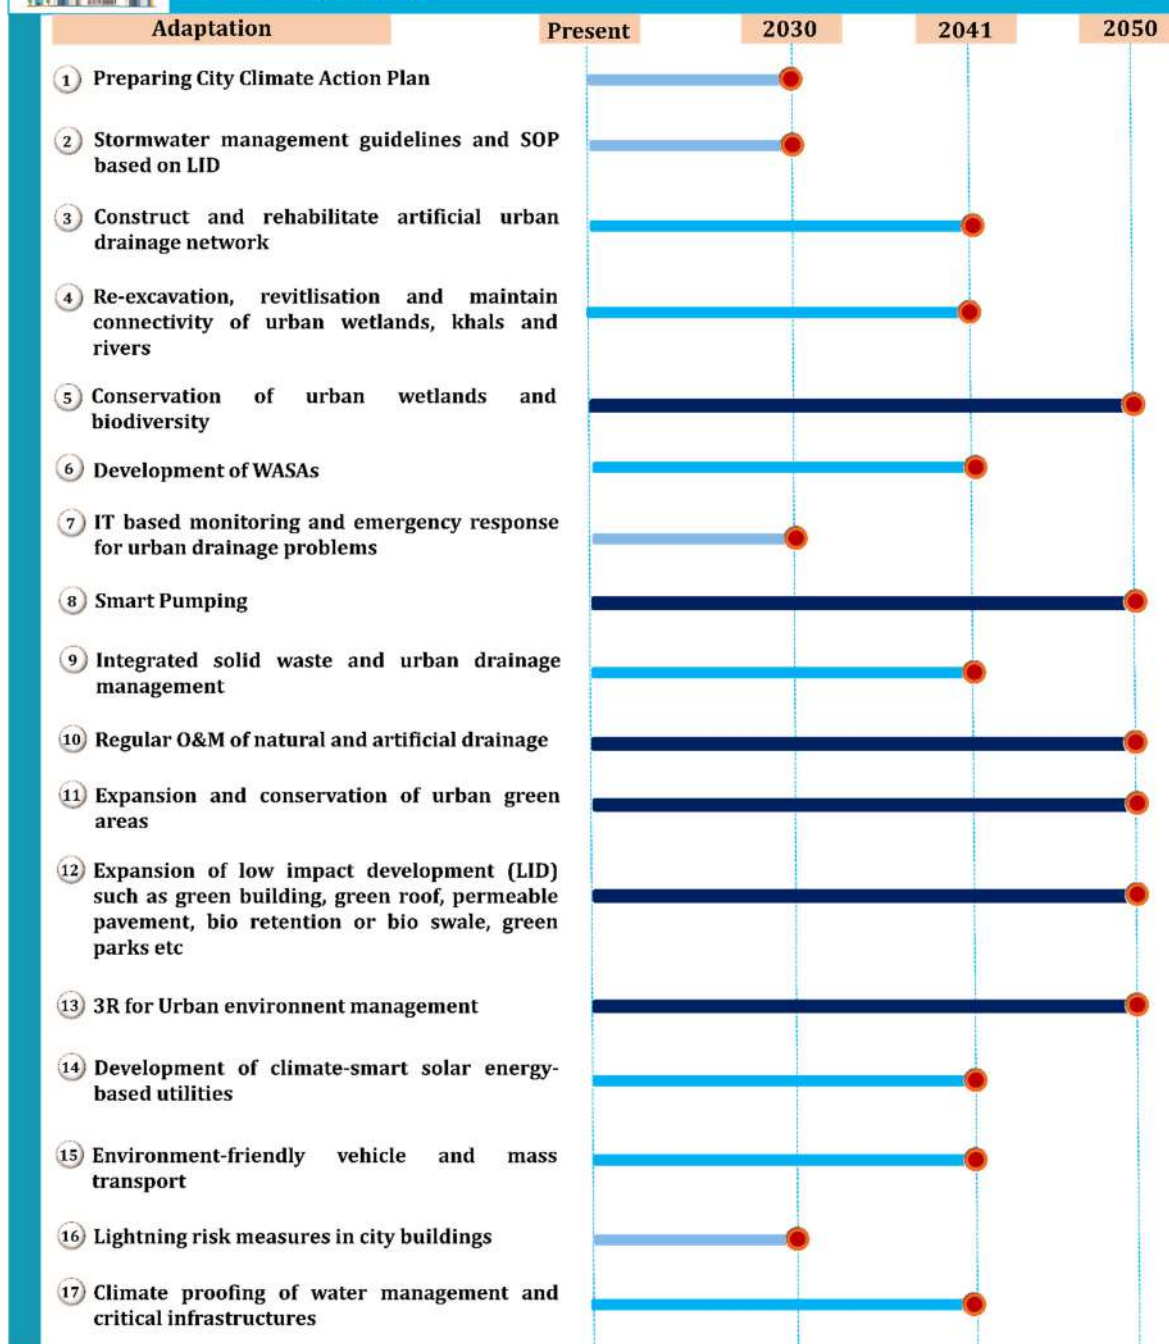 Adaptation Present 2030 2041 2050
1 Preparing City Climate Action Plan
2 Stormwater management guidelines and SOP
based on LID
3 Construct and rehabilitate artificial urban
drainage network
4 Re-excavation, revitlisation and maintain
connectivity of urban wetlands, khals and
rivers
5 Conservation of urban wetlands and
biodiversity
6 Development of WASAs
7 IT based monitoring and emergency response
for urban drainage problems
8 Smart Pumping
9 Integrated solid waste and urban drainage
management
10 Regular O&M of natural and artificial drainage
11 Expansion and conservation of urban green
areas
12 Expansion of low impact development (LID)
such as green building, green roof, permeable
pavement, bio retention or bio swale, green
parks etc
13 3R for Urban environnent management
14 Development of climate-smart solar energy-
based utilities
15 Environment-friendly vehicle and mass
transport
16 Lightning risk measures in city buildings
17 Climate proofing of water management and
critical infrastructures